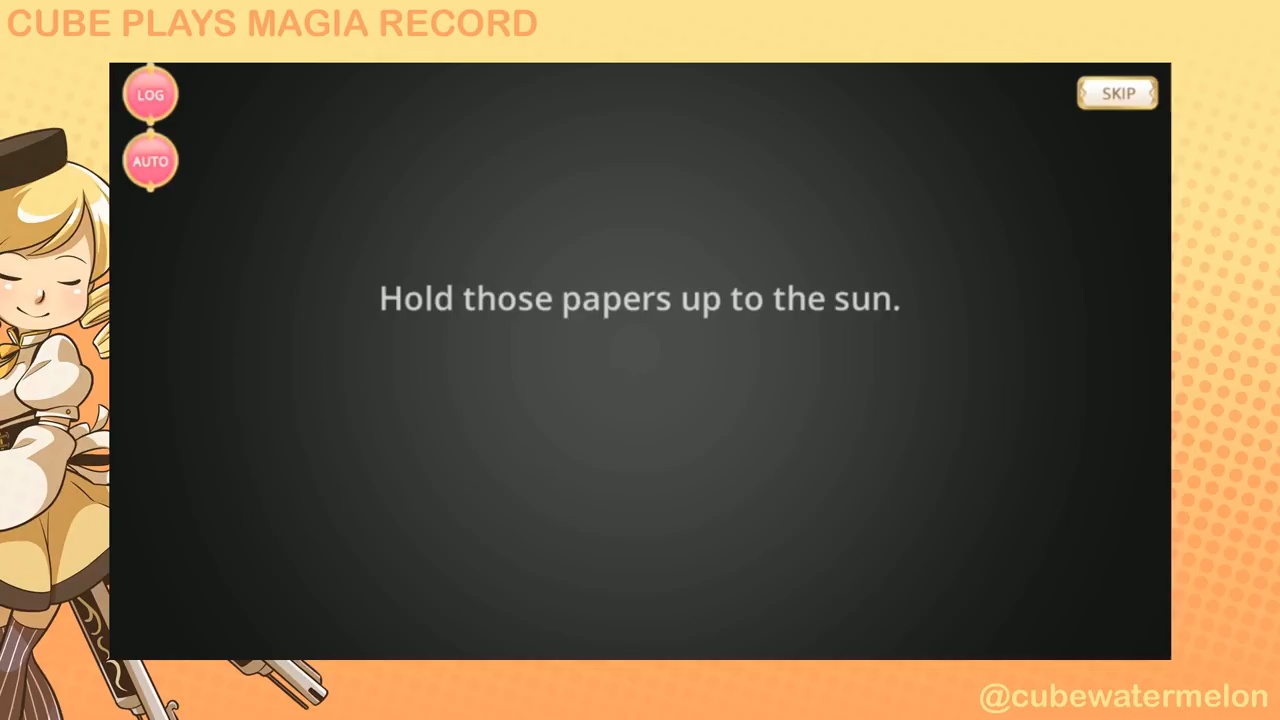 CUBE PLAYS MAGIA RECORD
LOG
SKIP
AUTO
Hold those papers up to the sun.
@cubewatermelon